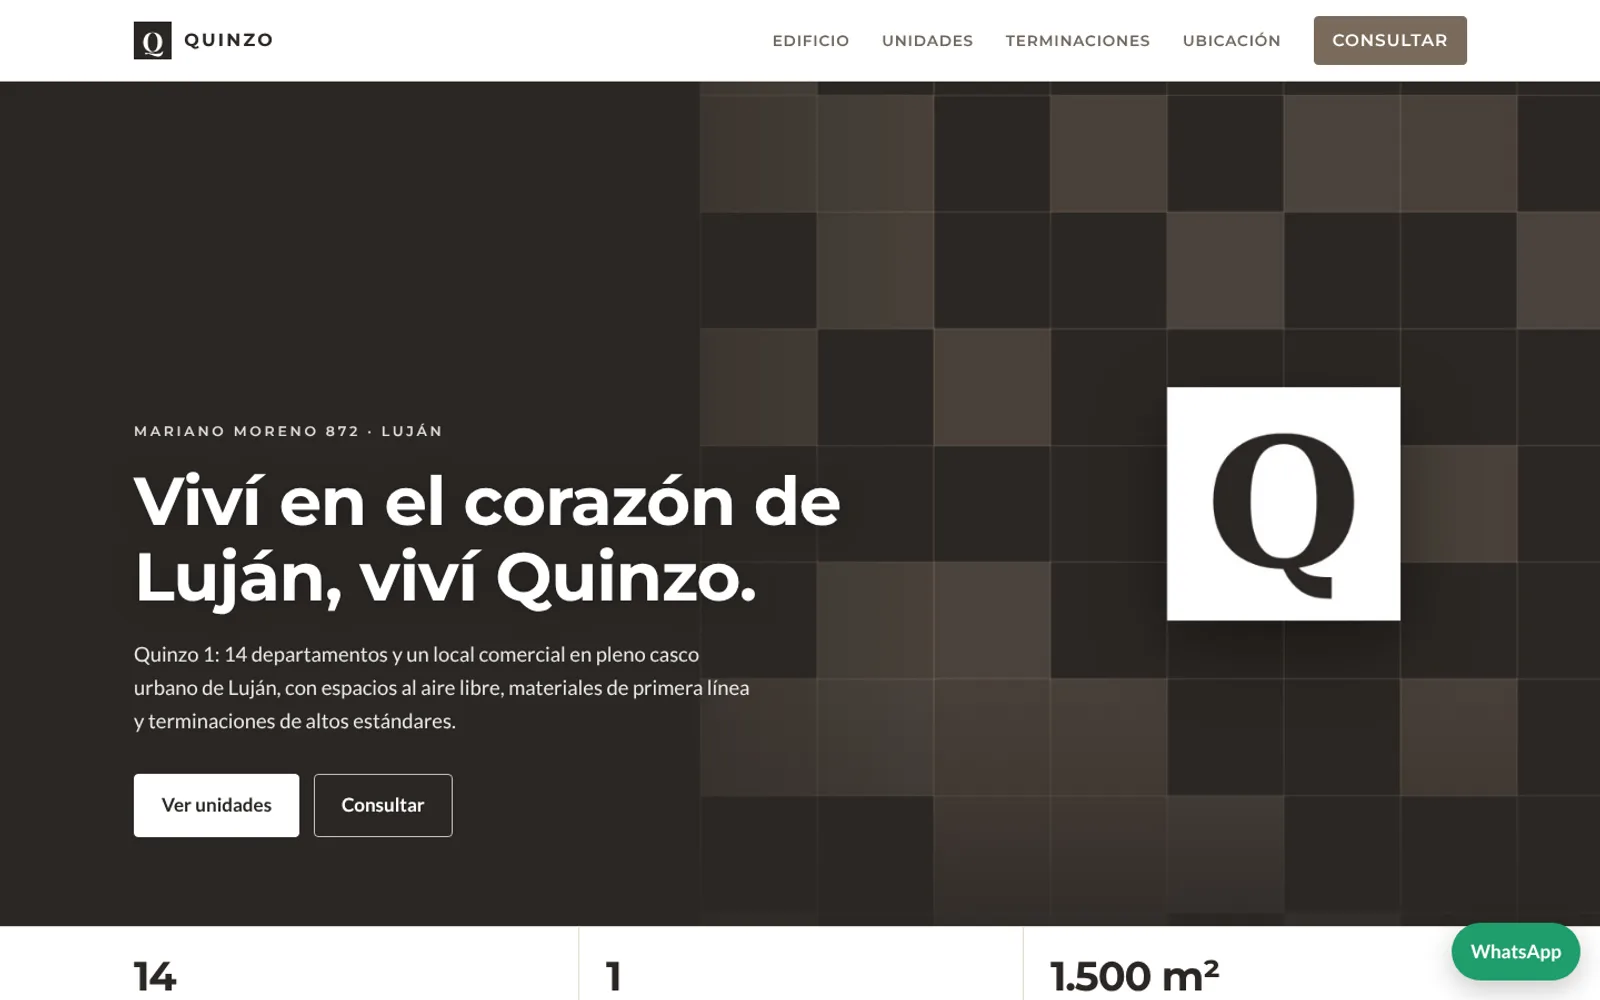 Q QUINZO
EDIFICIO UNIDADES TERMINACIONES UBICACIÓN CONSULTAR
MARIANO MORENO 872 · LUJÁN
Viví en el corazón de
Luján, viví Quinzo.
Q
Quinzo 1: 14 departamentos y un local comercial en pleno casco
urbano de Luján, con espacios al aire libre, materiales de primera línea
y terminaciones de altos estándares.
Ver unidades Consultar
14 1 1.500 m²
WhatsApp